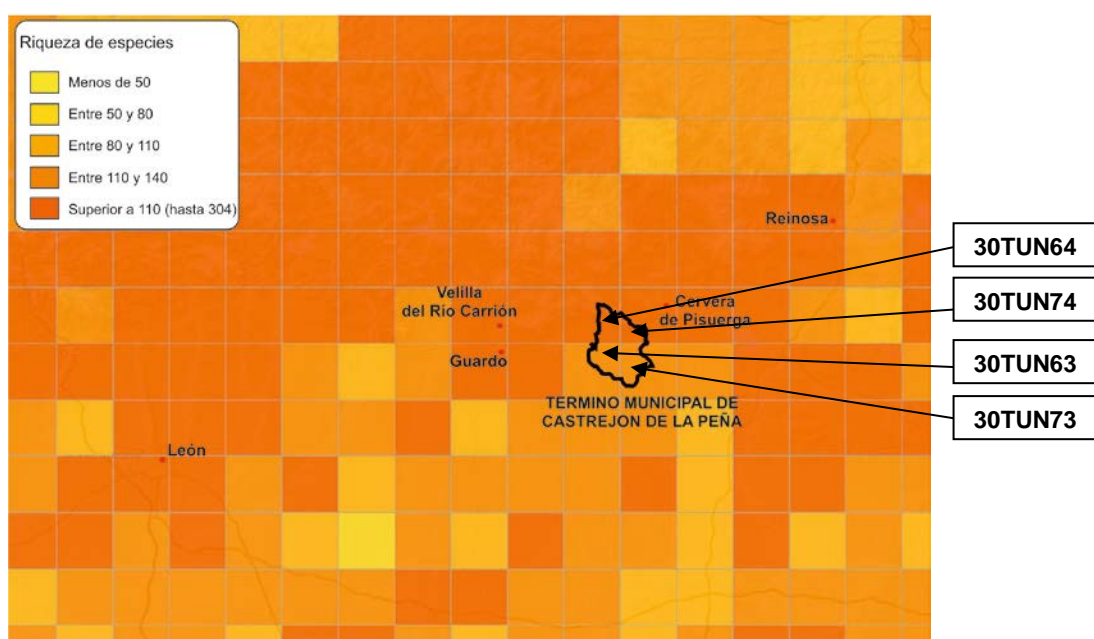 Riqueza de especies
Menos de 50
Entre 50 y 80
Entre 80 y 110
Entre 110 y 140
Superior a 110 (hasta 304)
Reinosa
30TUN64
Velilla
del Río Carrión
Cervera
de Pisuerga
30TUN74
Guardo
30TUN63
TERMINO MUNICIPAL DE
CASTREJON DE LA PEÑA
30TUN73
León